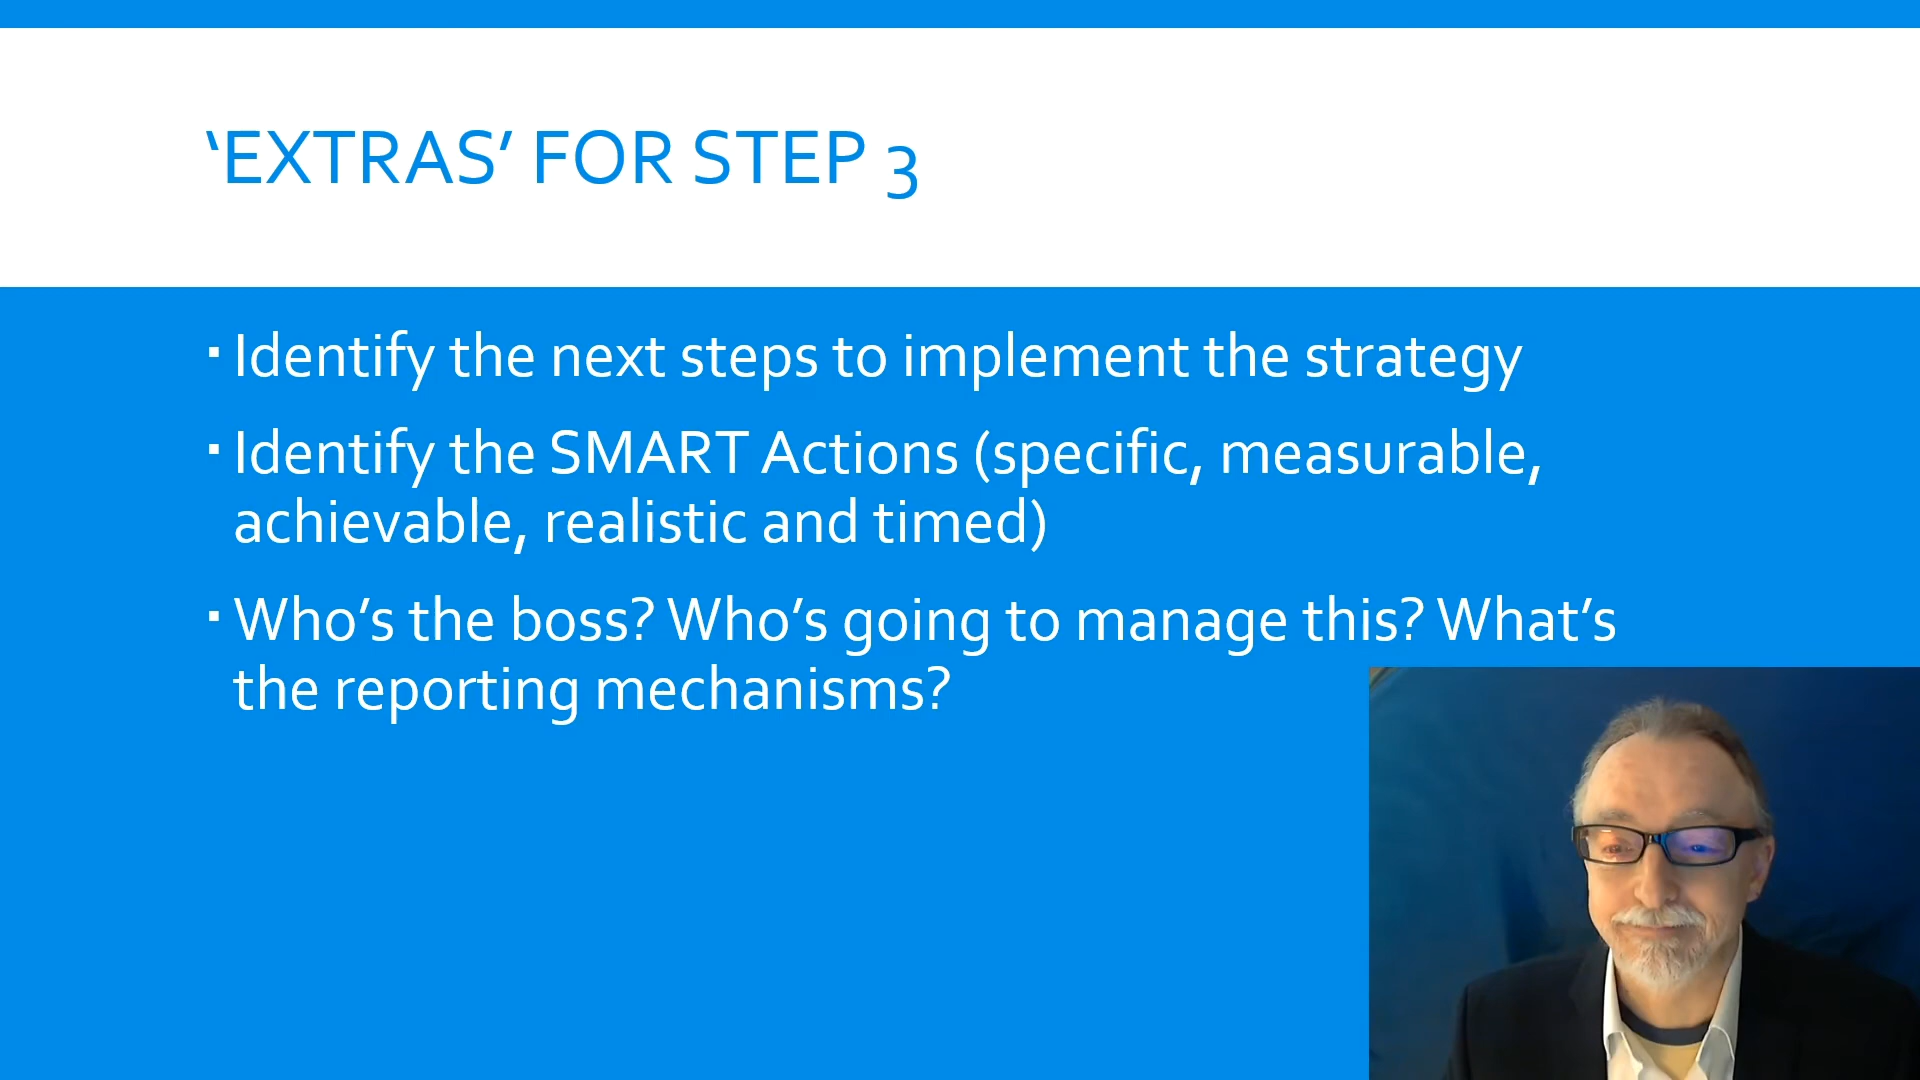 ‘EXTRAS’ FOR STEP 3
▪ Identify the next steps to implement the strategy
▪ Identify the SMART Actions (specific, measurable,
achievable, realistic and timed)
▪ Who’s the boss? Who’s going to manage this? What’s
the reporting mechanisms?